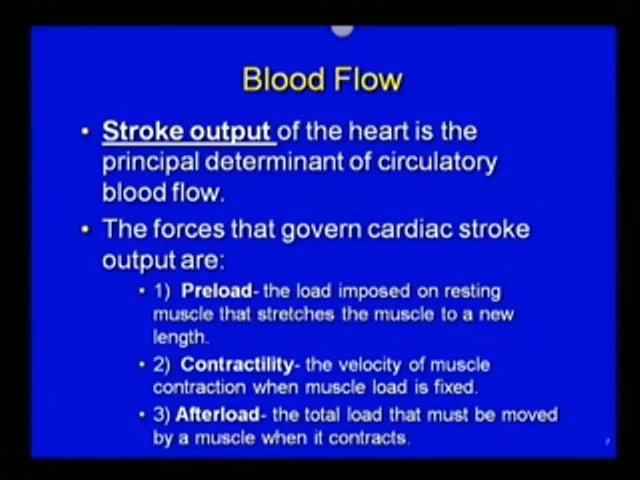 Blood Flow
• Stroke output of the heart is the
principal determinant of circulatory
blood flow.
• The forces that govern cardiac stroke
output are:
• 1) Preload- the load imposed on resting
muscle that stretches the muscle to a new
length.
• 2) Contractility- the velocity of muscle
contraction when muscle load is fixed.
• 3) Afterload- the total load that must be moved
by a muscle when it contracts.